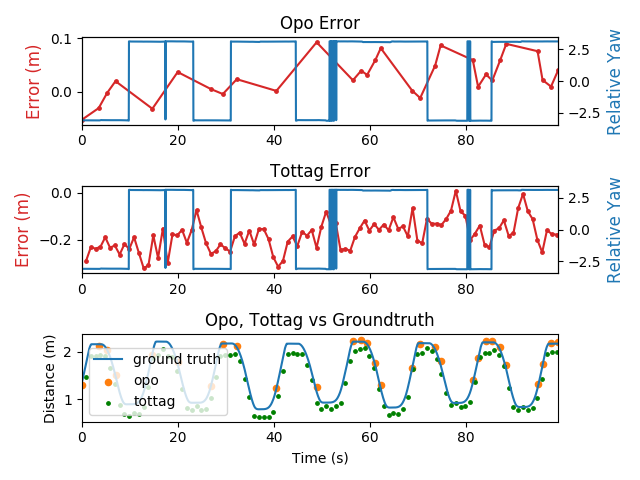 Opo Error
Error (m)
0.1
0.0
2.5
0.0
−2.5
Relative Yaw
0 20 40 60 80
Tottag Error
Error (m)
0.0
−0.2
2.5
0.0
−2.5
Relative Yaw
0 20 40 60 80
Opo, Tottag vs Groundtruth
Distance (m)
2
1
ground truth
opo
tottag
0 20 40 60 80
Time (s)